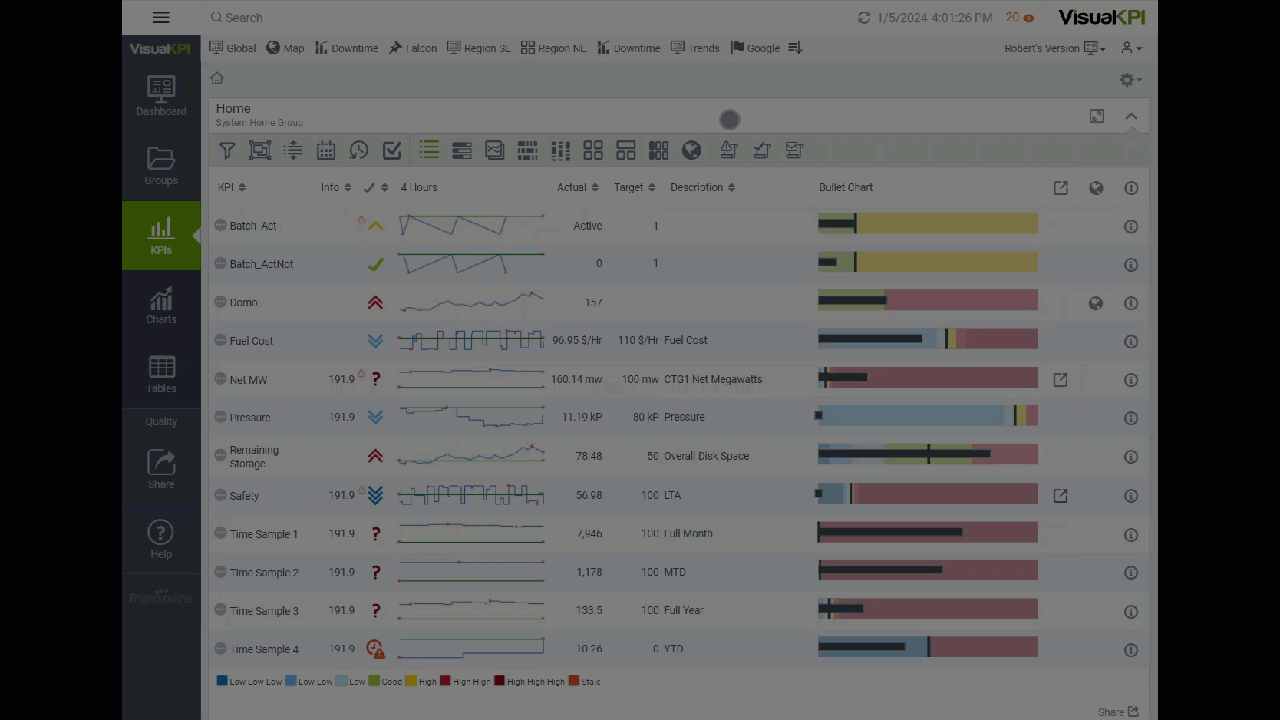 Search
1/5/2024 4:01:26 PM
20
VisualKPI
VisualKPI
Global
Map
Downtime
Falcon
Region SL
Region NL
Downtime
Trends
Google
Robert's Version
Dashboard
Groups
KPIs
Charts
Tables
Quality
Share
Help
Transpara
Home
System Home Group
KPI Info 4 Hours Actual Target Description Bullet Chart
Batch_Act Active 1
Batch_ActNot 0 1
Domo 157
Fuel Cost 96.95 $/Hr 110 $/Hr Fuel Cost
Net MW 191.9 ? 160.14 mw 100 mw CTG1 Net Megawatts
Pressure 191.9 11.19 kP 80 kP Pressure
Remaining
Storage 78.48 50 Overall Disk Space
Safety 191.9 56.98 100 LTA
Time Sample 1 191.9 ? 7,946 100 Full Month
Time Sample 2 191.9 ? 1,178 100 MTD
Time Sample 3 191.9 ? 133.5 100 Full Year
Time Sample 4 191.9 10.26 0 YTD
Low Low Low Low Low Low Good High High High High High High Stale
Share